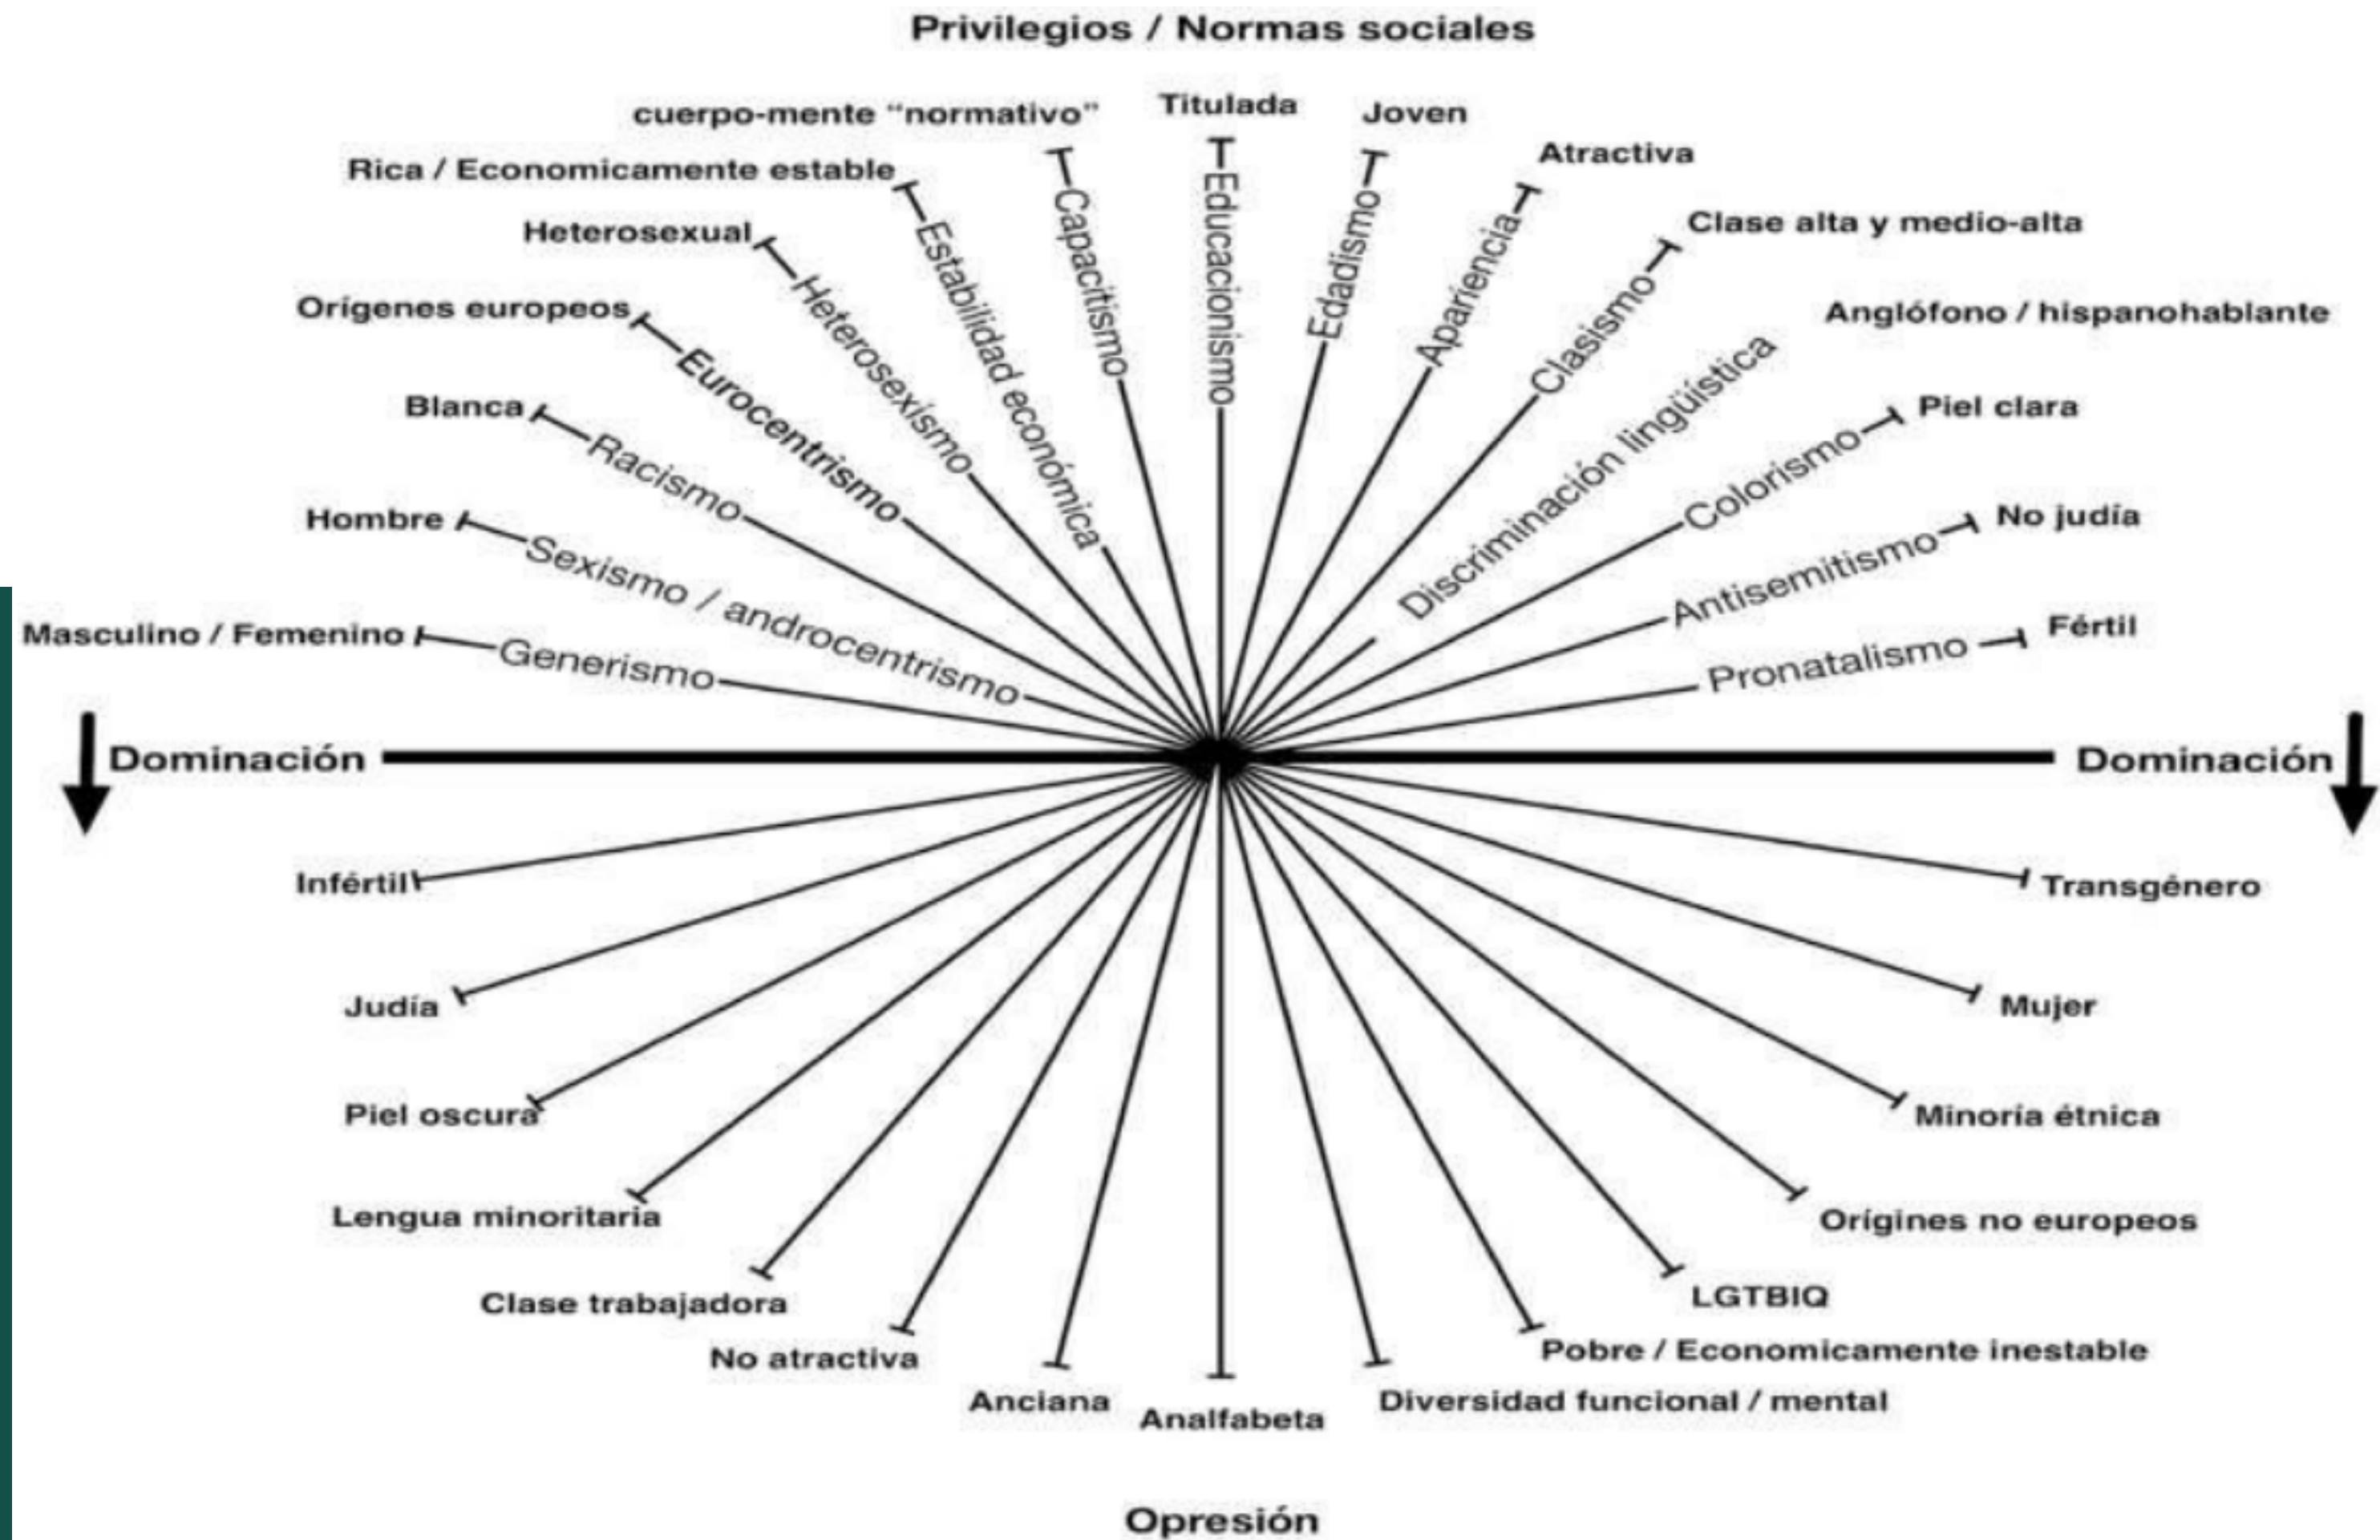 Privilegios / Normas sociales
Titulada
cuerpo-mente “normativo”
Joven
Atractiva
Rica / Economicamente estable
Clase alta y medio-alta
Heterosexual
Orígenes europeos
Anglófono / hispanohablante
Blanca
Piel clara
Hombre
No judía
Masculino / Femenino
Fértil
Generismo
Sexismo / androcentrismo
Racismo
Eurocentrismo
Heterosexismo
Estabilidad económica
Capacitismo
Educacionismo
Edadismo
Apariencia
Clasismo
Discriminación lingüística
Colorismo
Antisemitismo
Pronatalismo
Dominación
Dominación
Infértil
Transgénero
Judía
Mujer
Piel oscura
Minoría étnica
Lengua minoritaria
Orígines no europeos
Clase trabajadora
LGTBIQ
No atractiva
Pobre / Economicamente inestable
Anciana
Analfabeta
Diversidad funcional / mental
Opresión